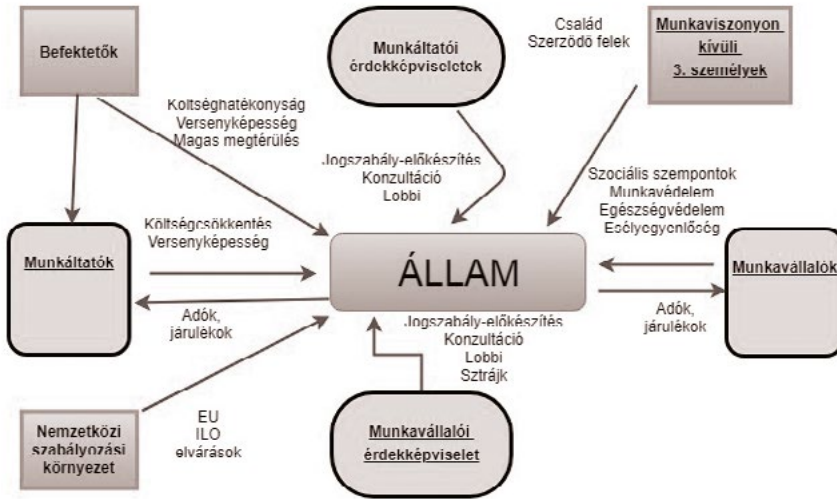 Befektetők
Munkáltatói
érdekképviseletek
Család
Szerződő felek
Munkaviszonyon
kívüli
3. személyek
Költséghatékonyság
Versenyképesség
Magas megtérülés
Jogszabály-előkészítés
Konzultáció
Lobbi
Szociális szempontok
Munkavédelem
Egészségvédelem
Esélyegyenlőség
Munkáltatók
Költségcsökkentés
Versenyképesség
ÁLLAM
Munkavállalók
Adók,
járulékok
Jogszabály-előkészítés
Konzultáció
Lobbi
Sztrájk
Adók,
járulékok
Nemzetközi
szabályozási
környezet
EU
ILO
elvárások
Munkavállalói
érdekképviselet